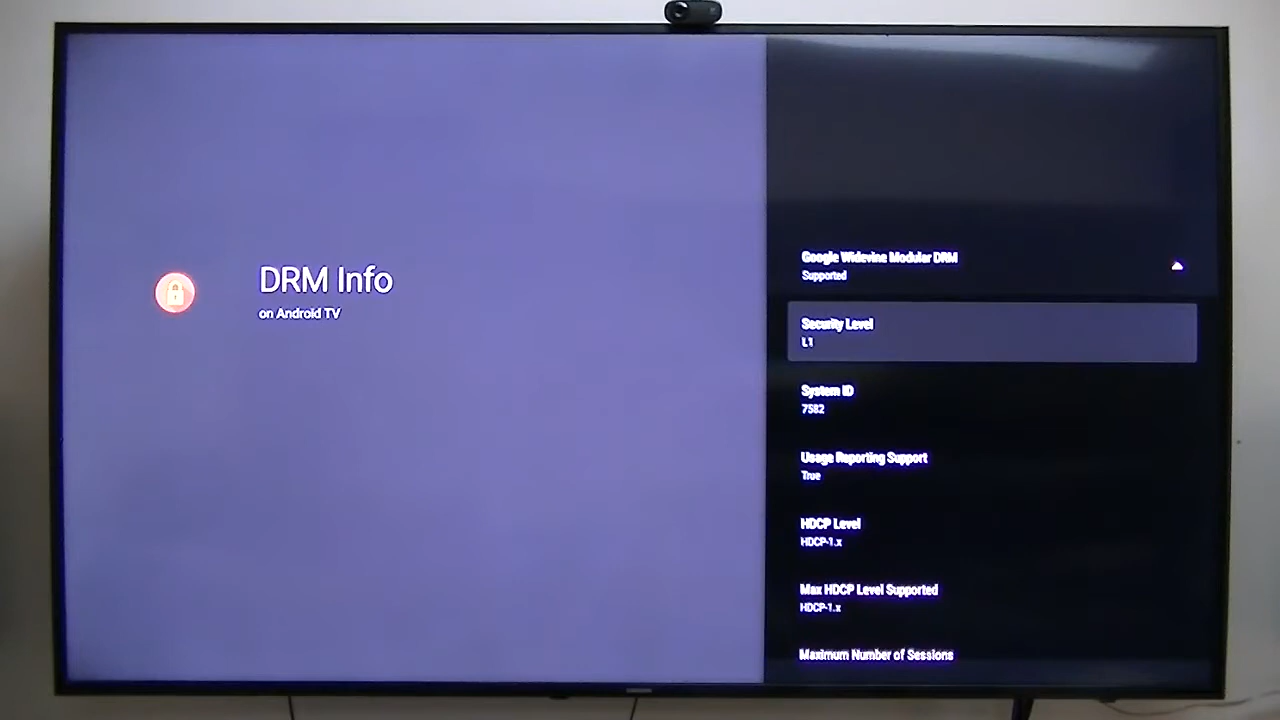 DRM Info
on Android TV
Google Widevine Modular DRM
Supported
Security Level
L1
System ID
7582
Usage Reporting Support
True
HDCP Level
HDCP-1.x
Max HDCP Level Supported
HDCP-1.x
Maximum Number of Sessions